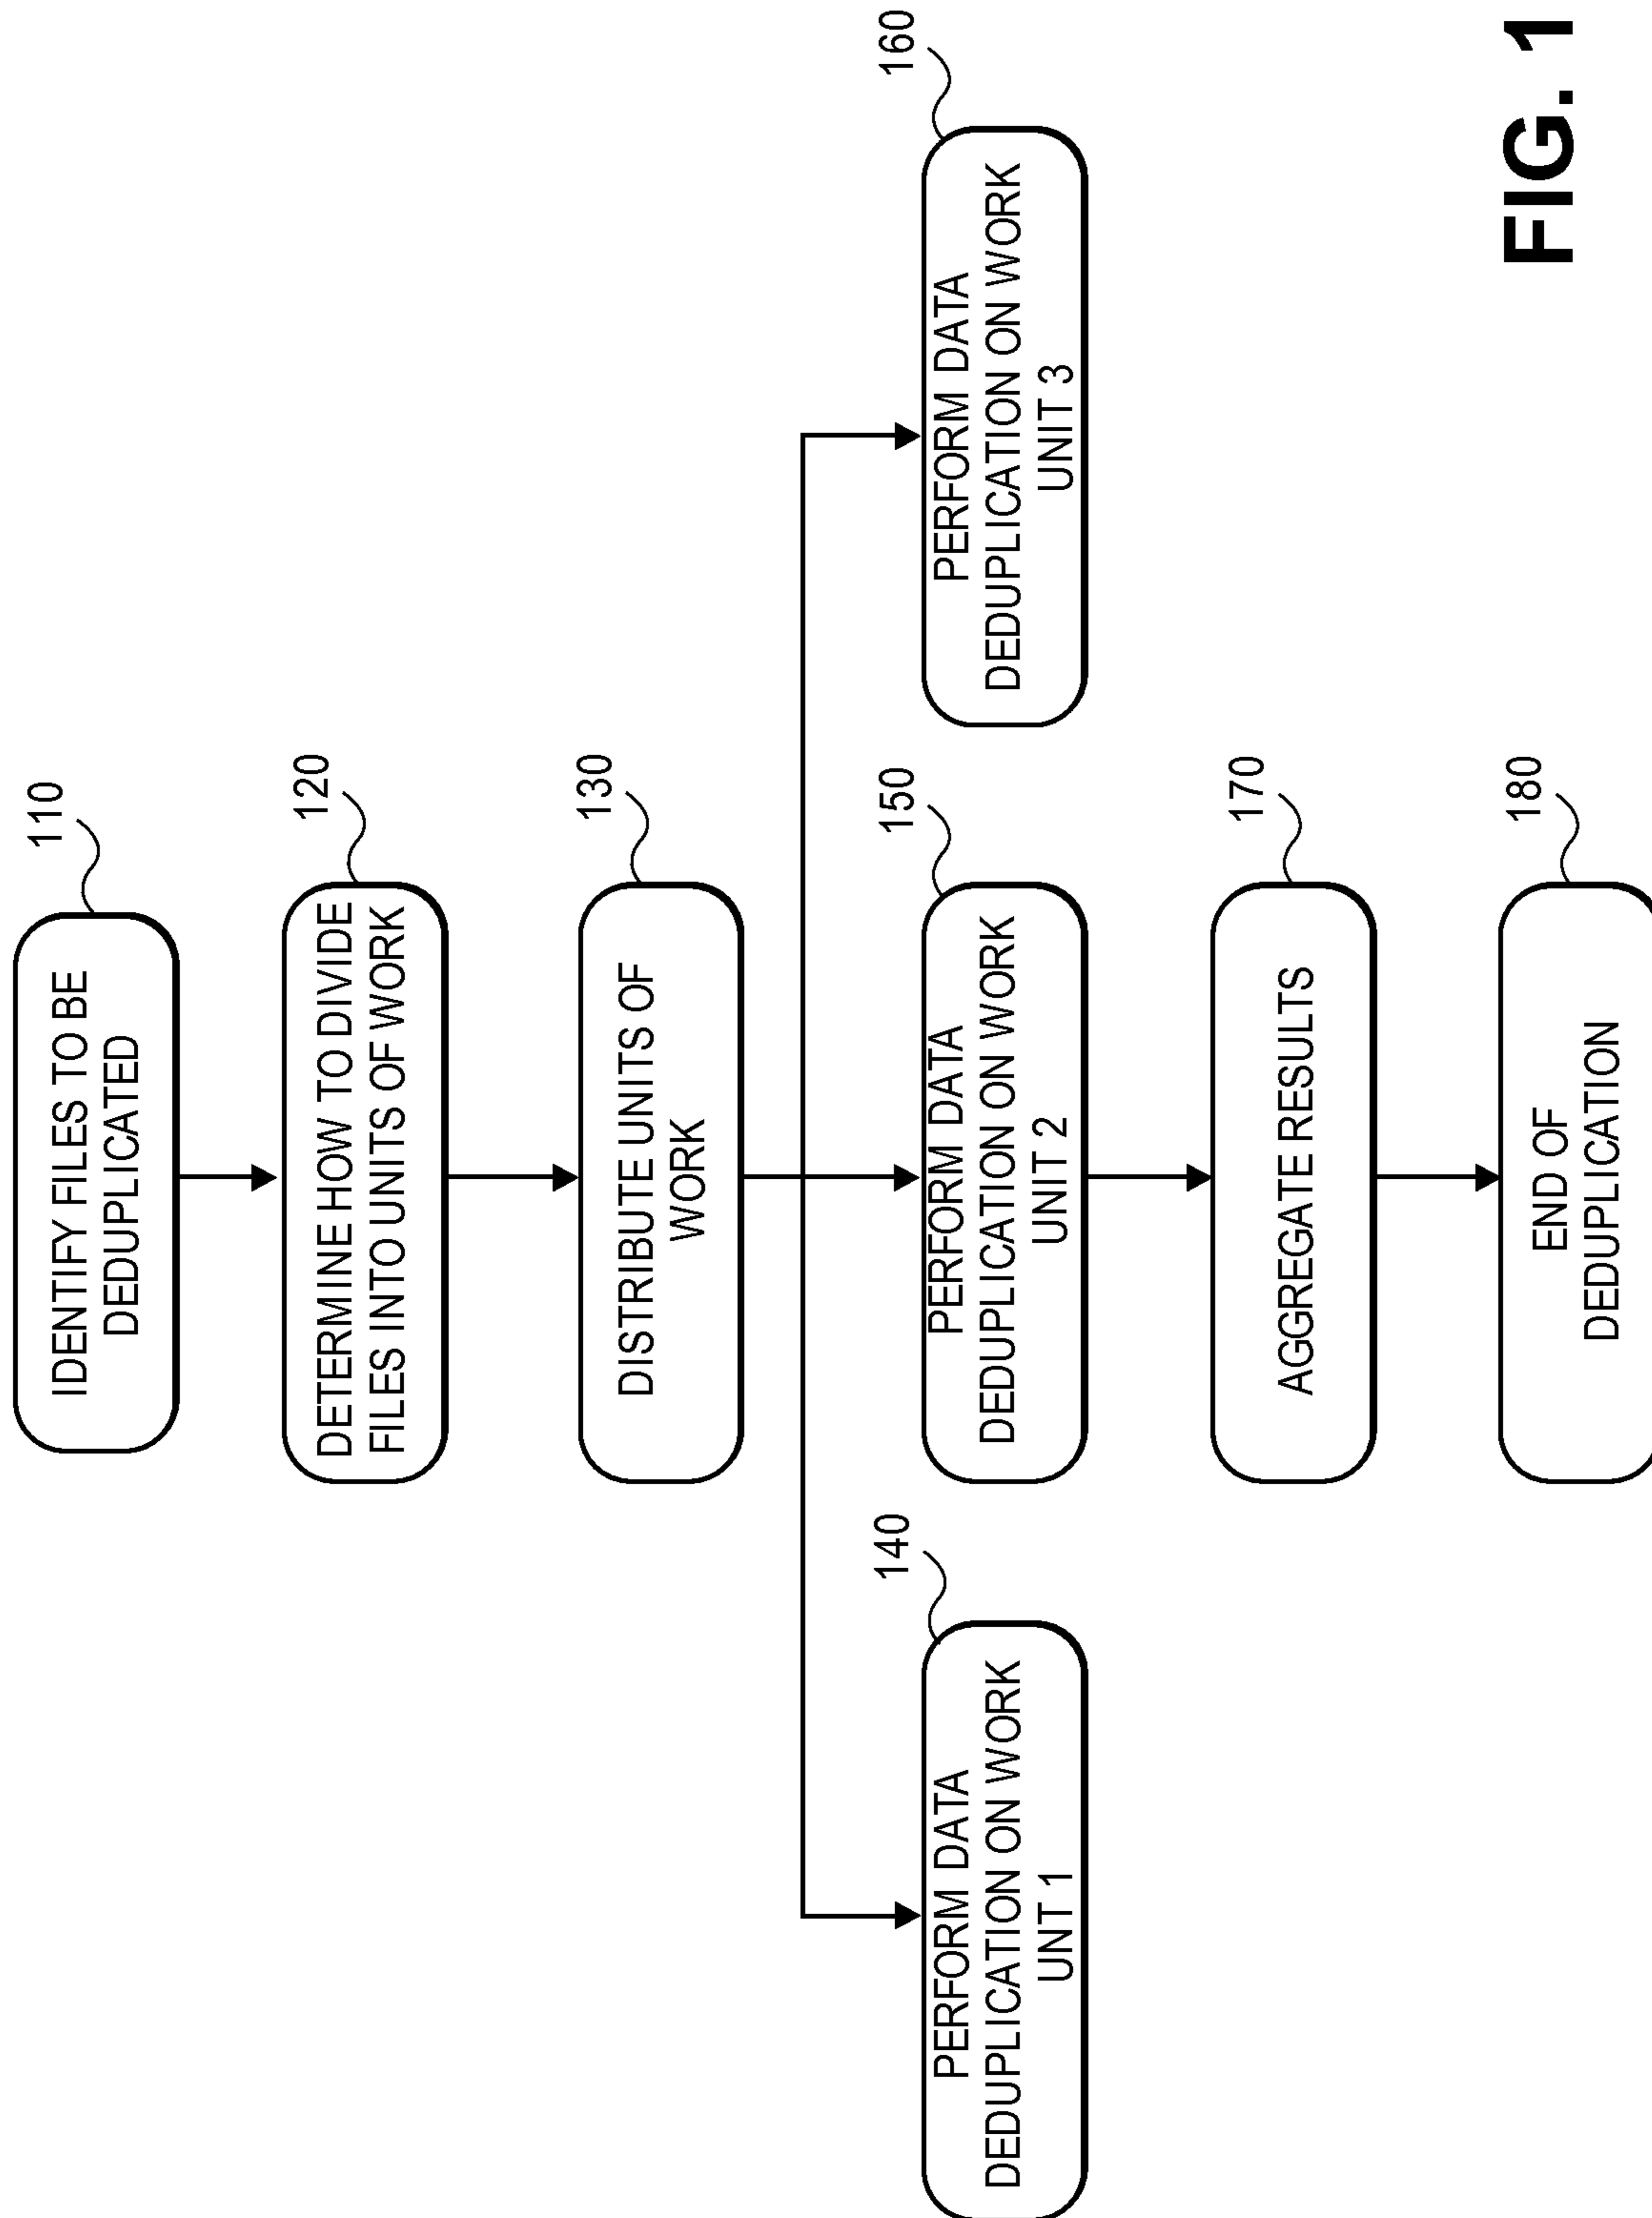 110
IDENTIFY FILES TO BE
DEDUPLICATED
120
DETERMINE HOW TO DIVIDE
FILES INTO UNITS OF WORK
130
DISTRIBUTE UNITS OF
WORK
140
PERFORM DATA
DEDUPLICATION ON WORK
UNT 1
150
PERFORM DATA
DEDUPLICATION ON WORK
UNIT 2
160
PERFORM DATA
DEDUPLICATION ON WORK
UNIT 3
170
AGGREGATE RESULTS
180
END OF
DEDUPLICATION
FIG. 1